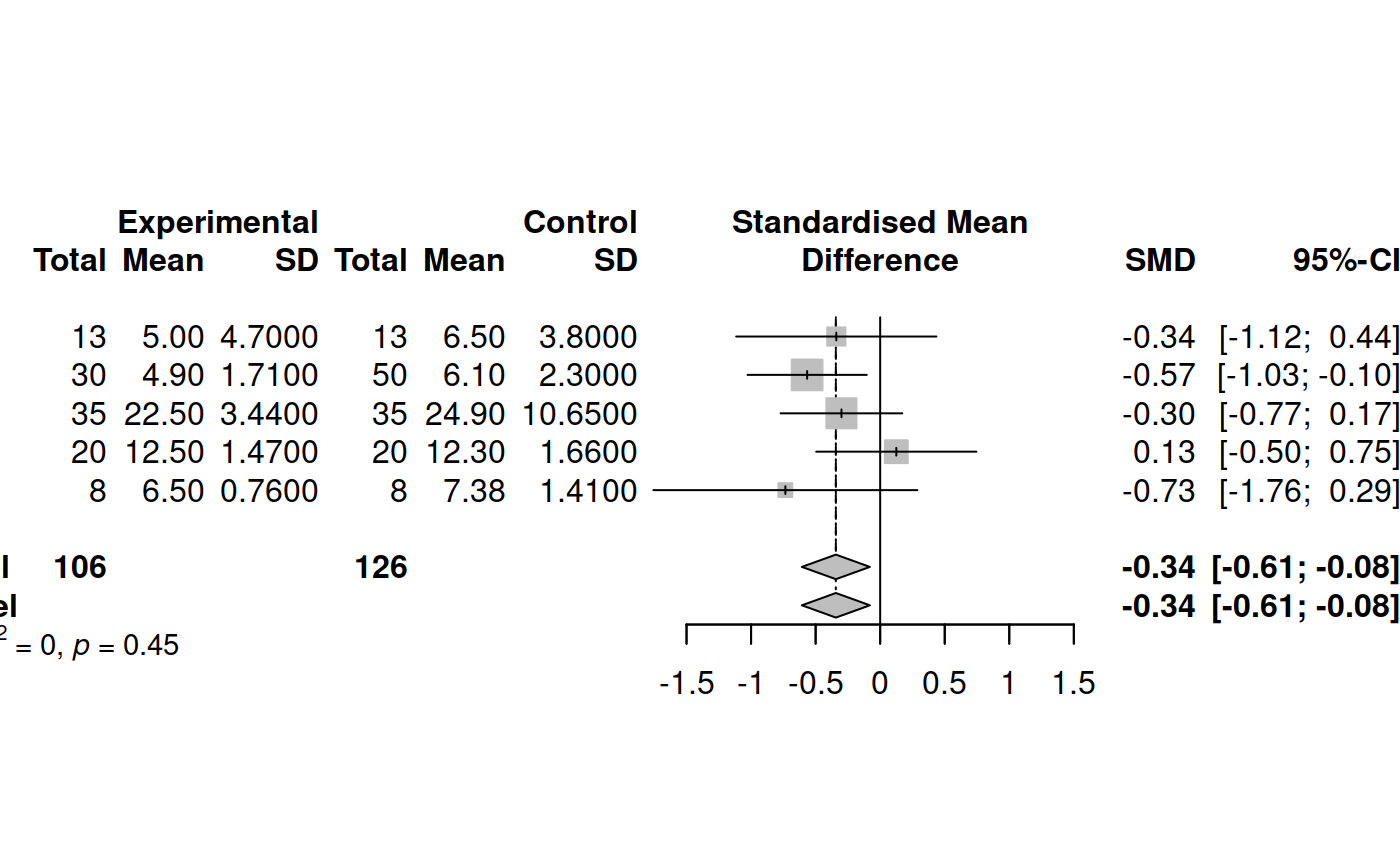 Experimental Control Standardised Mean
Total Mean SD Total Mean SD Difference SMD 95%-CI
13 5.00 4.7000 13 6.50 3.8000 -0.34 [-1.12; 0.44]
30 4.90 1.7100 50 6.10 2.3000 -0.57 [-1.03; -0.10]
35 22.50 3.4400 35 24.90 10.6500 -0.30 [-0.77; 0.17]
20 12.50 1.4700 20 12.30 1.6600 0.13 [-0.50; 0.75]
8 6.50 0.7600 8 7.38 1.4100 -0.73 [-1.76; 0.29]
l 106 126 -0.34 [-0.61; -0.08]
el -0.34 [-0.61; -0.08]
2 = 0, p = 0.45
-1.5 -1 -0.5 0 0.5 1 1.5